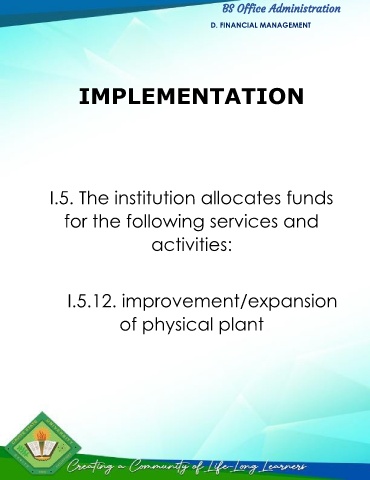 BS Office Administration
D. FINANCIAL MANAGEMENT
IMPLEMENTATION
I.5. The institution allocates funds
for the following services and
activities:
I.5.12. improvement/expansion
of physical plant
Creating a Community of Life-Long Learners